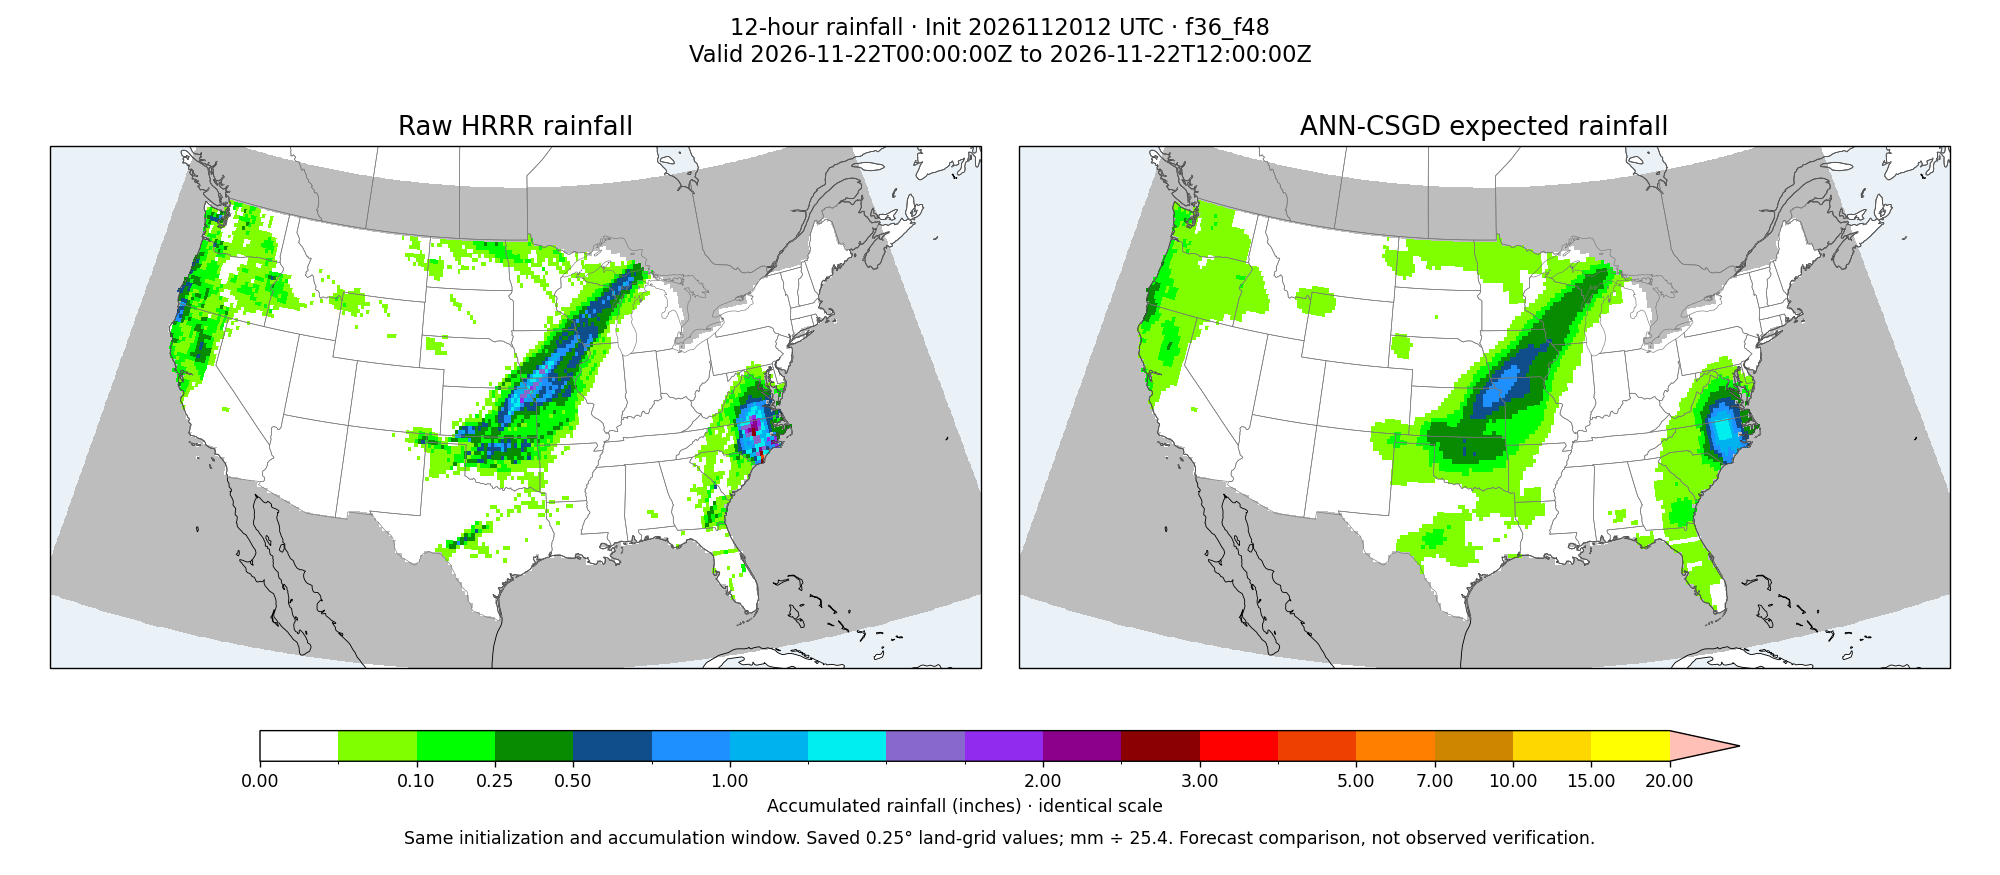 12-hour rainfall · Init 2026112012 UTC · f36_f48
Valid 2026-11-22T00:00:00Z to 2026-11-22T12:00:00Z
Raw HRRR rainfall
ANN-CSGD expected rainfall
0.00 0.10 0.25 0.50 1.00 2.00 3.00 5.00 7.00 10.00 15.00 20.00
Accumulated rainfall (inches) · identical scale
Same initialization and accumulation window. Saved 0.25° land-grid values; mm ÷ 25.4. Forecast comparison, not observed verification.